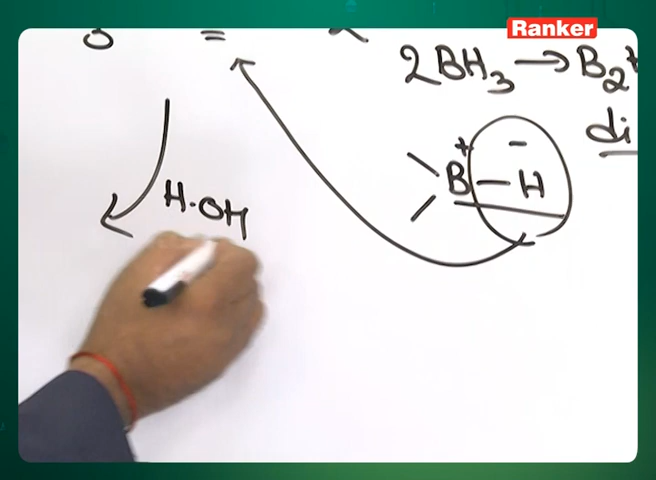 Ranker
2BH3 → B2
di
+ -
B-H
H·OH